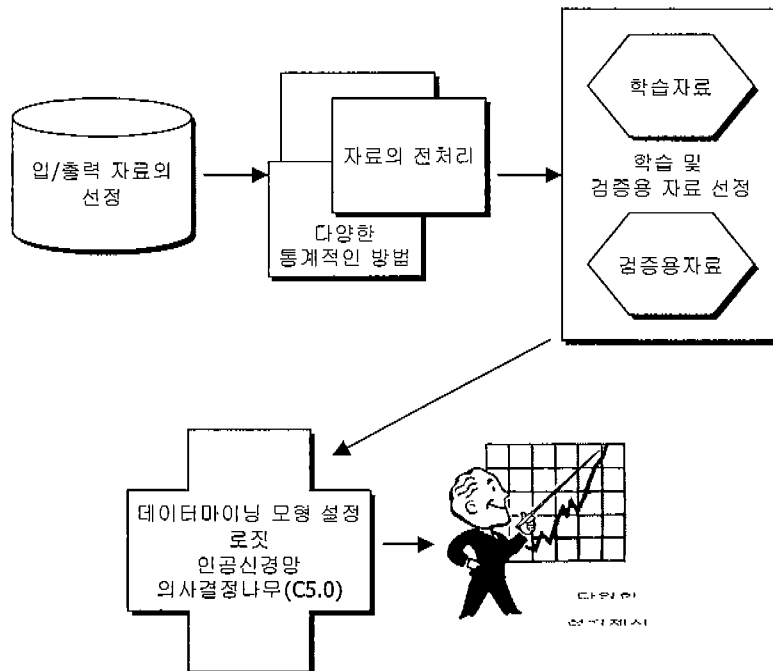 입/출력 자료의
선정
자료의 전처리
다양한
통계적인 방법
학습자료
학습 및
검증용 자료 선정
검증용자료
데이터마이닝 모형 설정
로짓
인공신경망
의사결정나무(C5.0)